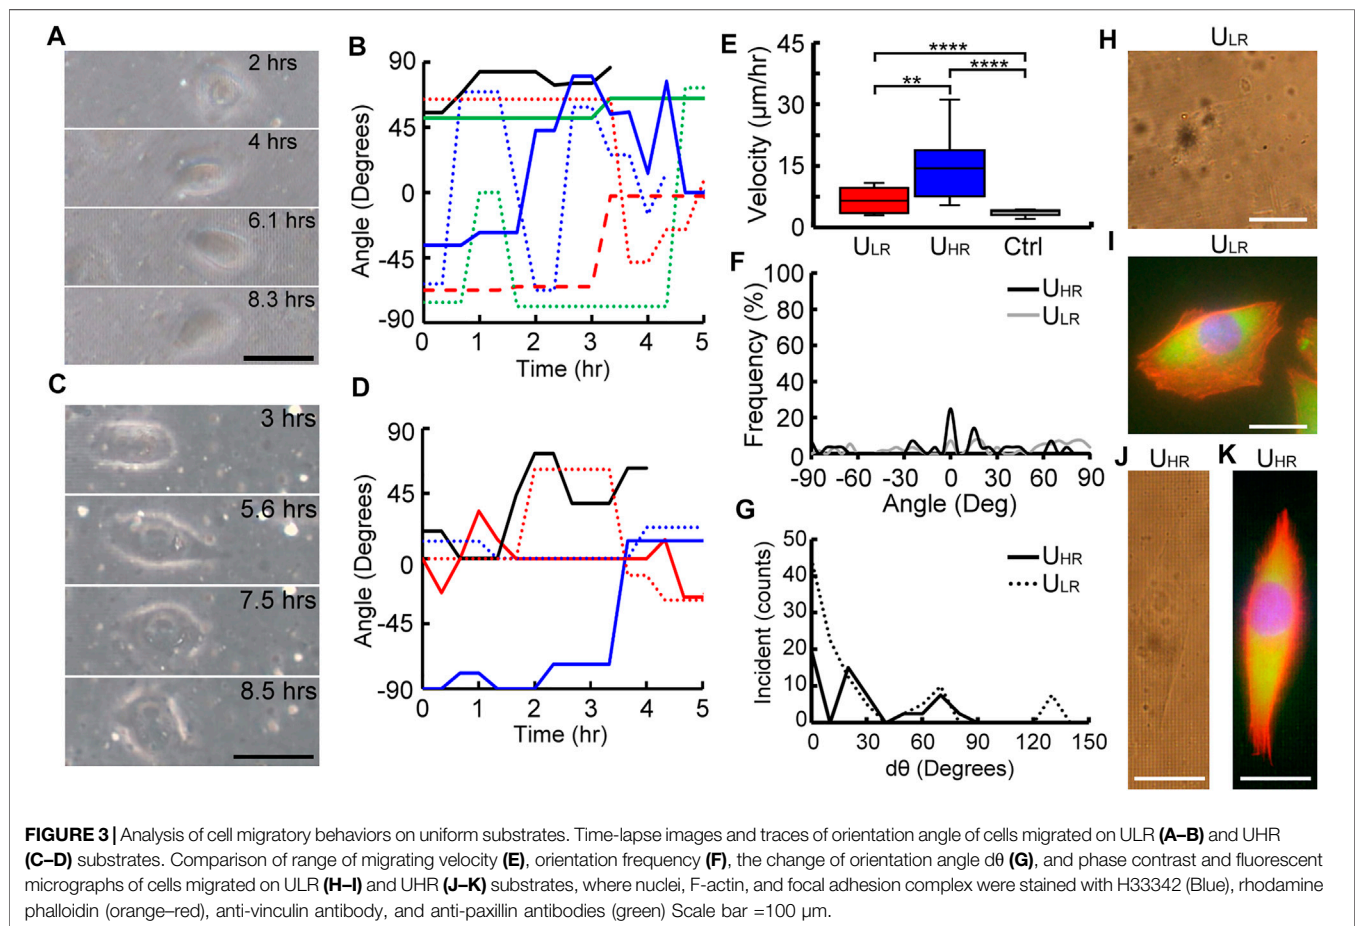 A
2 hrs
4 hrs
6.1 hrs
8.3 hrs
B
90
45
0
-45
-90
Angle (Degrees)
0 1 2 3 4 5
Time (hr)
C
3 hrs
5.6 hrs
7.5 hrs
8.5 hrs
D
90
45
0
-45
-90
Angle (Degrees)
0 1 2 3 4 5
Time (hr)
E
45
30
15
0
Velocity (μm/hr)
****
****
**
ULR UHR Ctrl
F
100
80
60
40
20
0
Frequency (%)
UHR
ULR
-90 -60 -30 0 30 60 90
Angle (Deg)
G
50
40
30
20
10
0
Incident (counts)
UHR
ULR
0 30 60 90 120 150
dθ (Degrees)
H
ULR
I
ULR
J UHR
K UHR
FIGURE 3 | Analysis of cell migratory behaviors on uniform substrates. Time-lapse images and traces of orientation angle of cells migrated on ULR (A–B) and UHR
(C–D) substrates. Comparison of range of migrating velocity (E), orientation frequency (F), the change of orientation angle dθ (G), and phase contrast and fluorescent
micrographs of cells migrated on ULR (H–I) and UHR (J–K) substrates, where nuclei, F-actin, and focal adhesion complex were stained with H33342 (Blue), rhodamine
phalloidin (orange–red), anti-vinculin antibody, and anti-paxillin antibodies (green) Scale bar =100 μm.